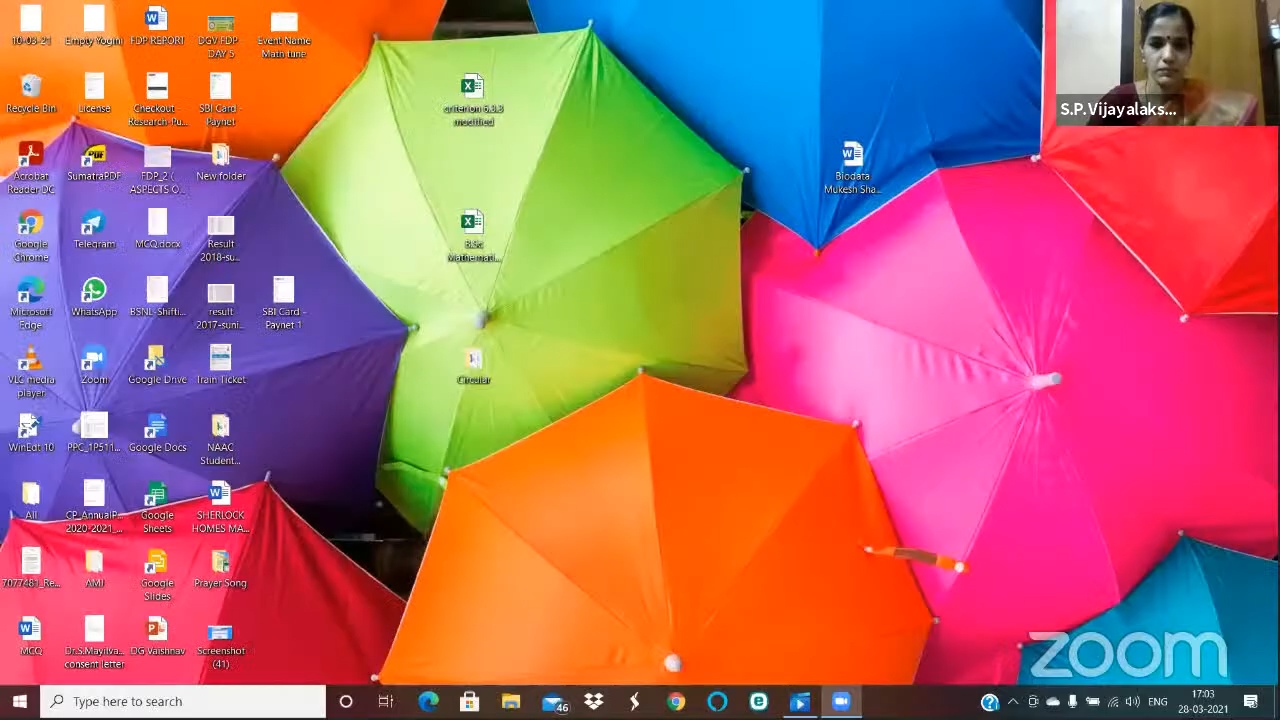 10-03-21
Empty Yogini
FDP REPORT
DGV-FDP -
DAY 5
Event Name
Math-tune
Recycle Bin
License
Checkout -
Research-Pu...
SBI Card -
Paynet
criterion 6.3.3
modified
S.P.Vijayalaks...
Acrobat
Reader DC
SumatraPDF
FDP_2 (
ASPECTS O...
New folder
Biodata
Mukesh Sha...
Google
Chrome
Telegram
MCQ.docx
Result
2018-su...
B.Sc
Mathemati...
Microsoft
Edge
WhatsApp
BSNL-Shifti...
result
2017-suni...
SBI Card -
Paynet 1
VLC media
player
Zoom
Google Drive
Train Ticket
Circular
WinEdt 10
PPC_1P511...
Google Docs
NAAC
Student...
All
CP_AnnualP...
2020-2021_...
Google
Sheets
SHERLOCK
HOMES MA...
7077481_Re...
AMJ
Google
Slides
Prayer Song
MCQ
Dr.S.Mayilva...
consent letter
DG Vaishnav
Screenshot
(41)
zoom
Type here to search
46
ENG
17:03
28-03-2021